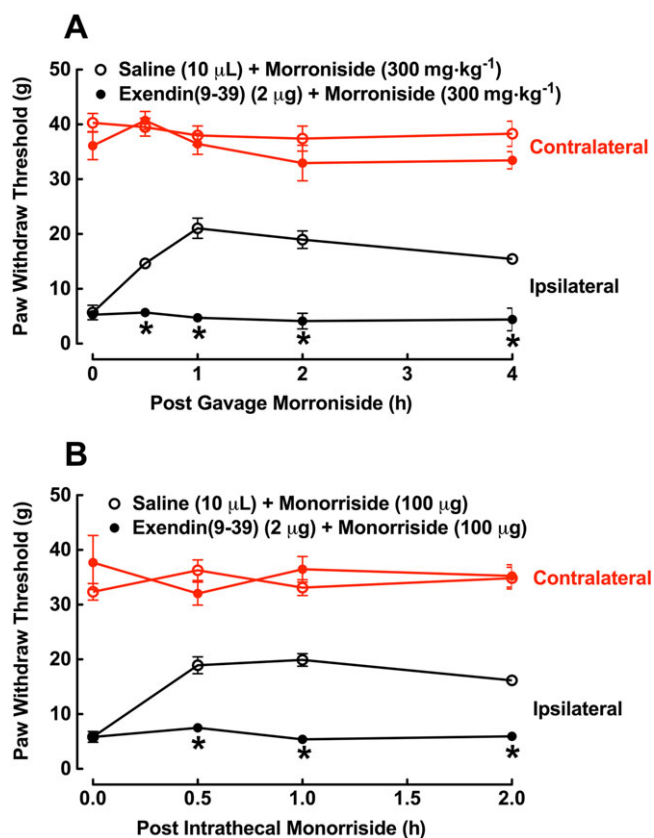 A
Saline (10 μL) + Morroniside (300 mg·kg⁻¹)
Exendin(9-39) (2 μg) + Morroniside (300 mg·kg⁻¹)
Paw Withdraw Threshold (g)
50
40
30
20
10
0
Contralateral
Ipsilateral
* * * *
0 1 2 3 4
Post Gavage Morroniside (h)
B
Saline (10 μL) + Monorriside (100 μg)
Exendin(9-39) (2 μg) + Monorriside (100 μg)
Paw Withdraw Threshold (g)
50
40
30
20
10
0
Contralateral
Ipsilateral
* * *
0.0 0.5 1.0 1.5 2.0
Post Intrathecal Monorriside (h)